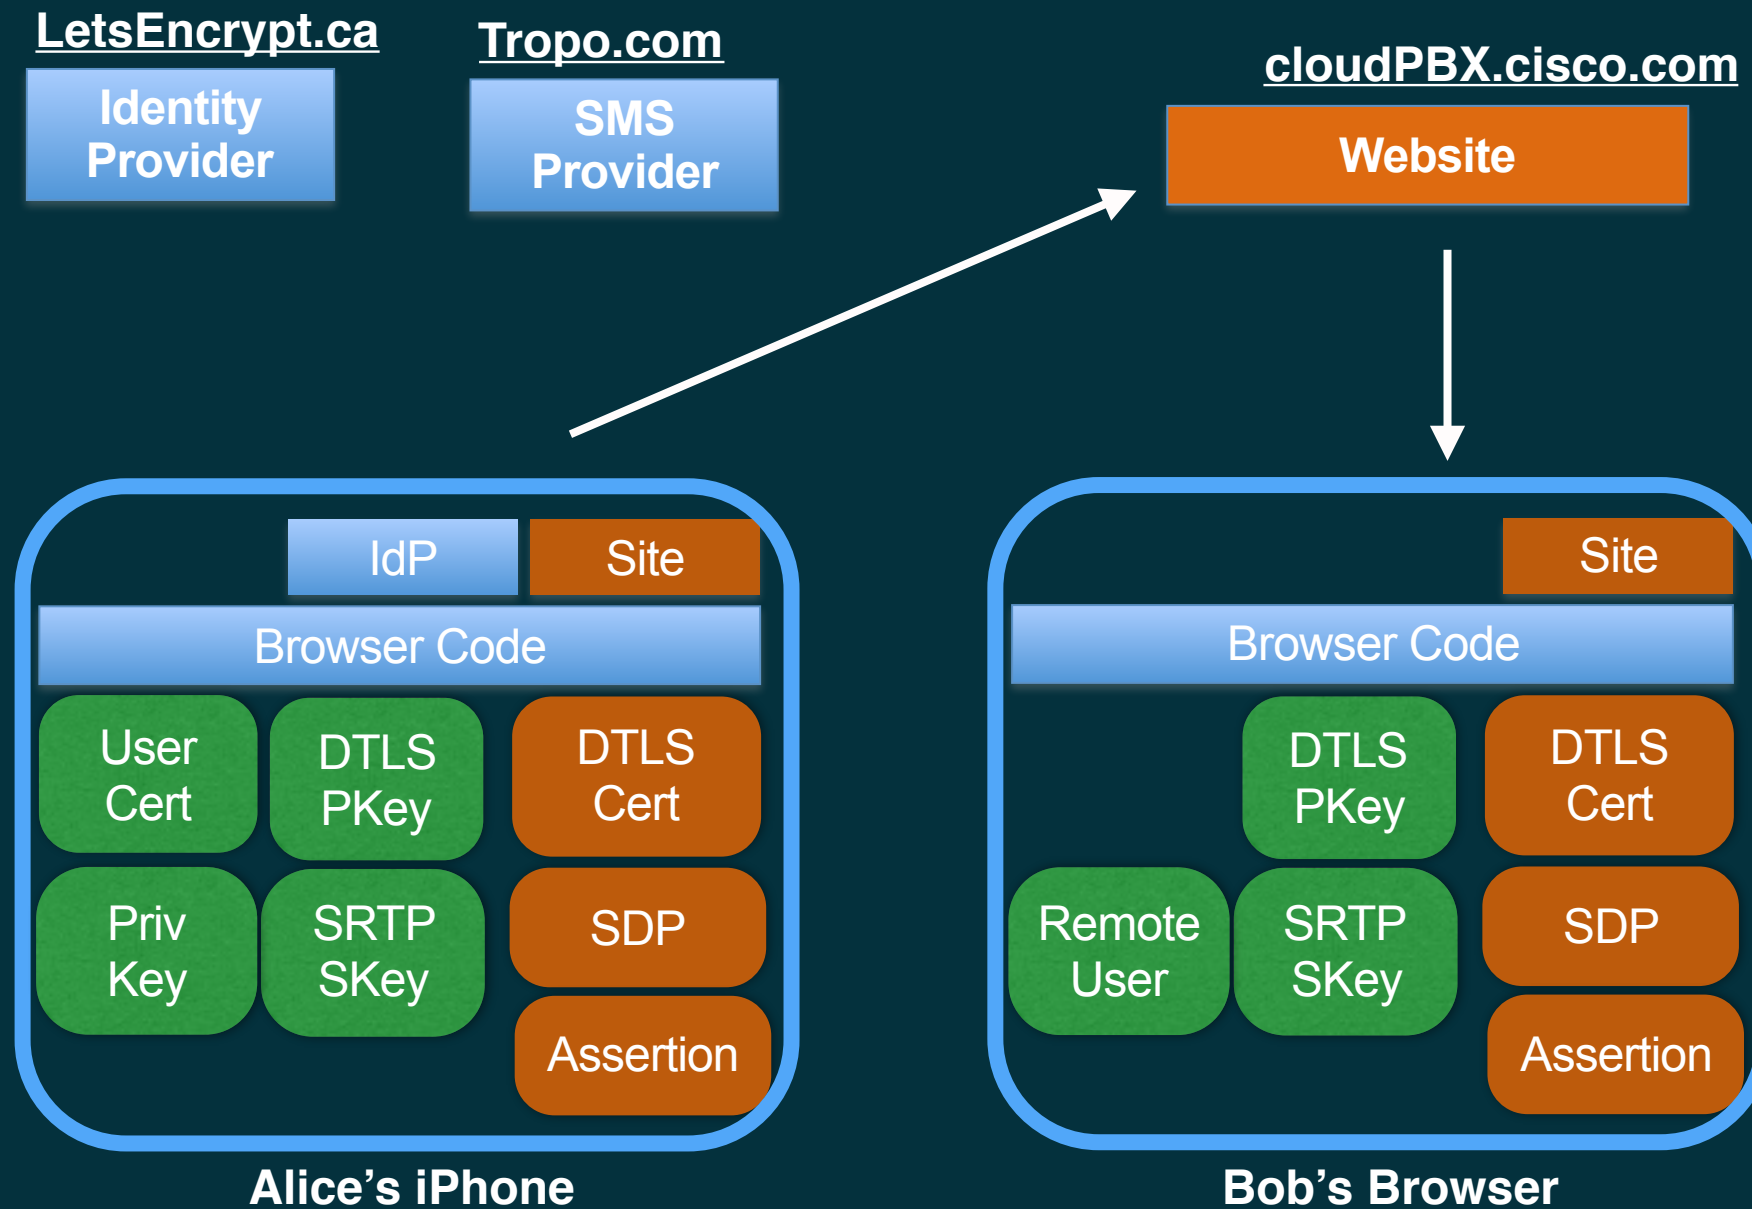 LetsEncrypt.ca
Identity
Provider
Tropo.com
SMS
Provider
cloudPBX.cisco.com
Website
IdP
Site
Browser Code
User
Cert
DTLS
PKey
DTLS
Cert
Priv
Key
SRTP
SKey
SDP
Assertion
Alice’s iPhone
Site
Browser Code
DTLS
PKey
DTLS
Cert
Remote
User
SRTP
SKey
SDP
Assertion
Bob’s Browser